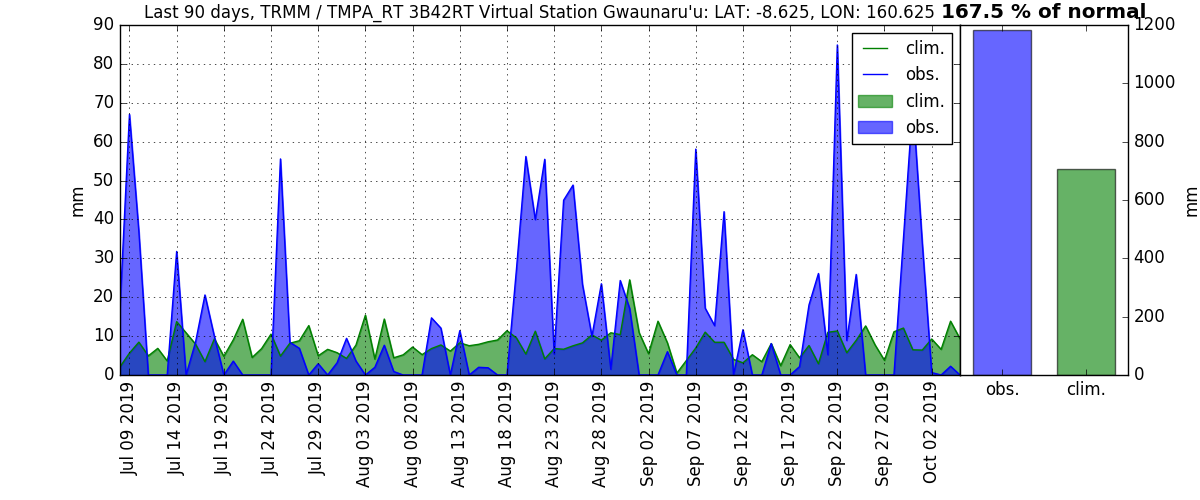 Last 90 days, TRMM / TMPA_RT 3B42RT Virtual Station Gwaunaru'u: LAT: -8.625, LON: 160.625 167.5 % of normal
90
80
70
60
50
40
30
20
10
0
mm
clim.
obs.
clim.
obs.
1200
1000
800
600
400
200
0
mm
Jul 09 2019
Jul 14 2019
Jul 19 2019
Jul 24 2019
Jul 29 2019
Aug 03 2019
Aug 08 2019
Aug 13 2019
Aug 18 2019
Aug 23 2019
Aug 28 2019
Sep 02 2019
Sep 07 2019
Sep 12 2019
Sep 17 2019
Sep 22 2019
Sep 27 2019
Oct 02 2019
obs.
clim.